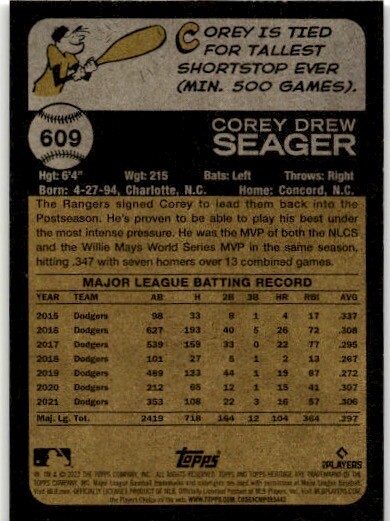 COREY IS TIED
FOR TALLEST
SHORTSTOP EVER
(MIN. 500 GAMES).
609
COREY DREW
SEAGER
Hgt: 6'4" Wgt: 215 Bats: Left Throws: Right
Born: 4-27-94, Charlotte, N.C. Home: Concord, N.C.
The Rangers signed Corey to lead them back into the
Postseason. He's proven to be able to play his best under
the most intense pressure. He was the MVP of both the NLCS
and the Willie Mays World Series MVP in the same season,
hitting .347 with seven homers over 13 combined games.
MAJOR LEAGUE BATTING RECORD
YEAR TEAM AB H 2B 3B HR RBI AVG
2015 Dodgers 98 33 8 1 4 17 .337
2016 Dodgers 627 193 40 5 26 72 .308
2017 Dodgers 539 159 33 0 22 77 .295
2018 Dodgers 101 27 5 1 2 13 .267
2019 Dodgers 489 133 44 1 19 87 .272
2020 Dodgers 212 65 12 1 15 41 .307
2021 Dodgers 353 108 22 3 16 57 .306
Maj. Lg. Tot. 2419 718 164 12 104 364 .297
topps
PLAYERS